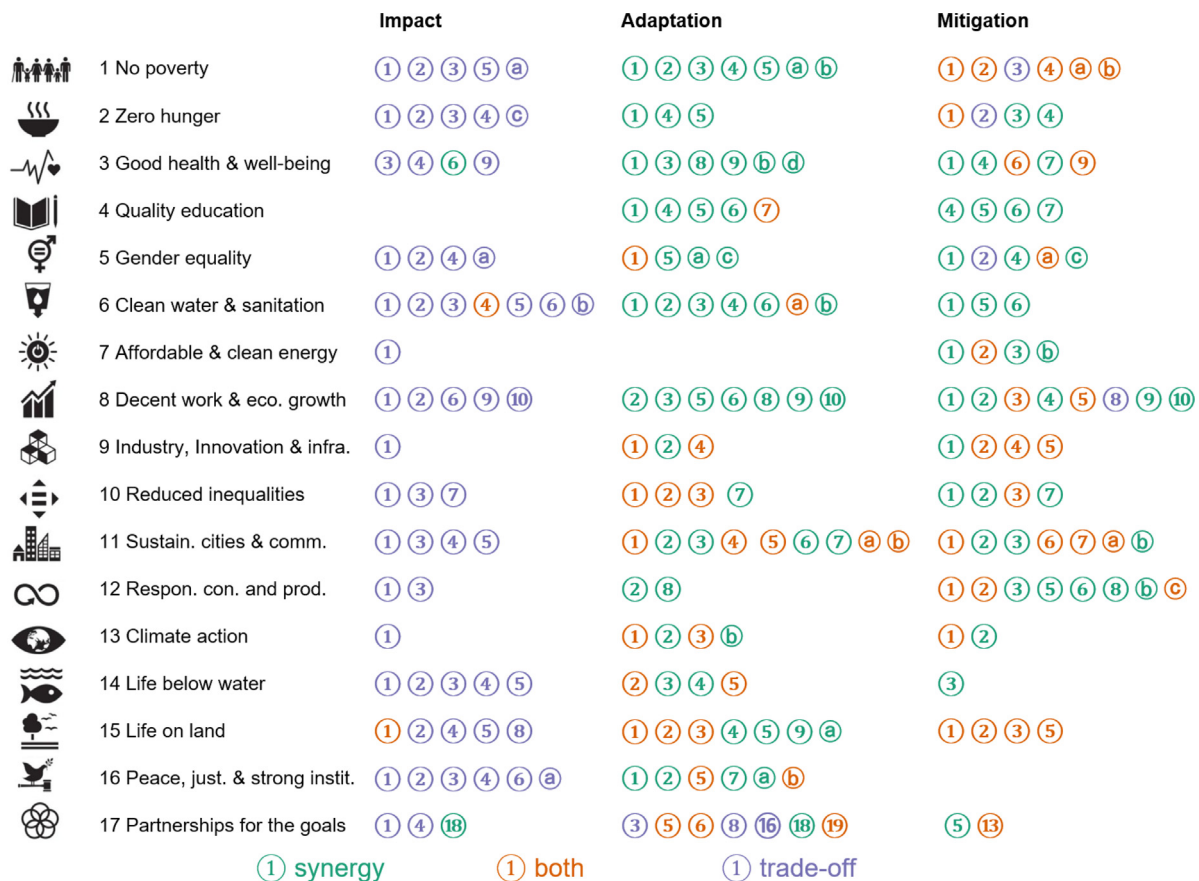 Impact Adaptation Mitigation
1 No poverty 1 2 3 5 a 1 2 3 4 5 a b 1 2 3 4 a b
2 Zero hunger 1 2 3 4 c 1 4 5 1 2 3 4
3 Good health & well-being 3 4 6 9 1 3 8 9 b d 1 4 6 7 9
4 Quality education 1 4 5 6 7 4 5 6 7
5 Gender equality 1 2 4 a 1 5 a c 1 2 4 a c
6 Clean water & sanitation 1 2 3 4 5 6 b 1 2 3 4 6 a b 1 5 6
7 Affordable & clean energy 1 1 2 3 b
8 Decent work & eco. growth 1 2 6 9 10 2 3 5 6 8 9 10 1 2 3 4 5 8 9 10
9 Industry, Innovation & infra. 1 1 2 4 1 2 4 5
10 Reduced inequalities 1 3 7 1 2 3 7 1 2 3 7
11 Sustain. cities & comm. 1 3 4 5 1 2 3 4 5 6 7 a b 1 2 3 6 7 a b
12 Respon. con. and prod. 1 3 2 8 1 2 3 5 6 8 b c
13 Climate action 1 1 2 3 b 1 2
14 Life below water 1 2 3 4 5 2 3 4 5 3
15 Life on land 1 2 4 5 8 1 2 3 4 5 9 a 1 2 3 5
16 Peace, just. & strong instit. 1 2 3 4 6 a 1 2 5 7 a b
17 Partnerships for the goals 1 4 18 3 5 6 8 16 18 19 5 13
1 synergy 1 both 1 trade-off